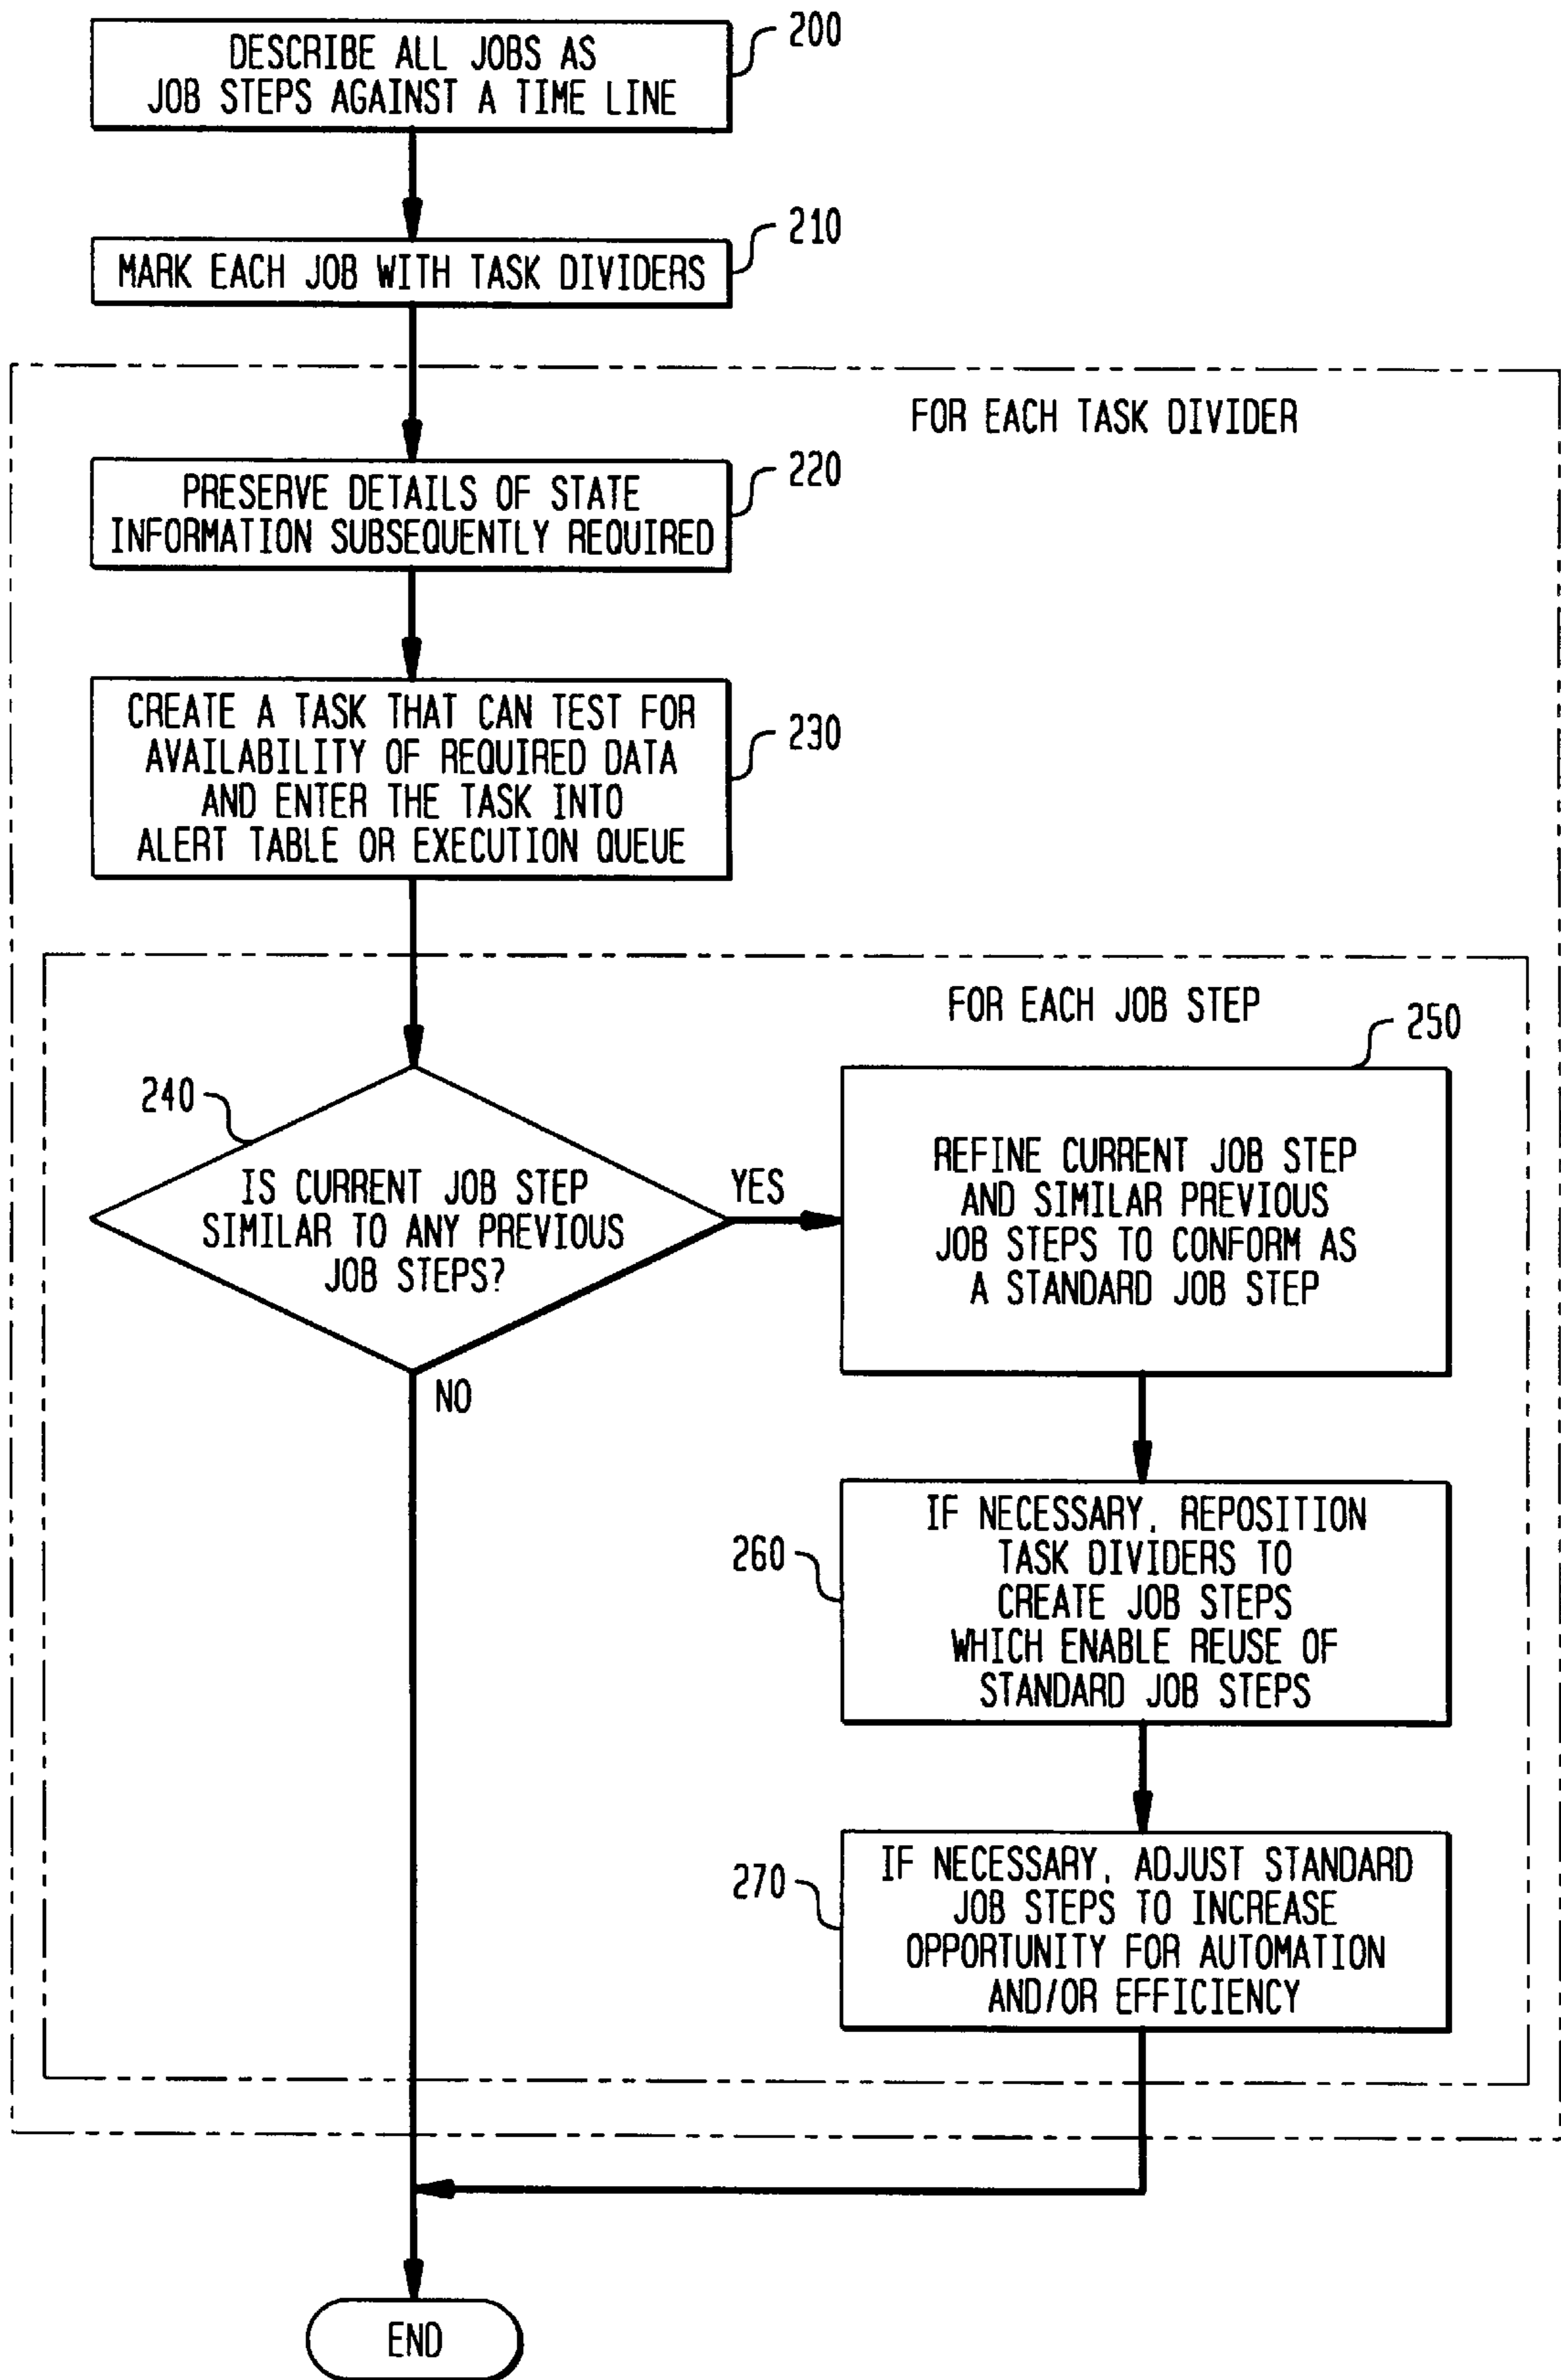 DESCRIBE ALL JOBS AS
JOB STEPS AGAINST A TIME LINE
200
MARK EACH JOB WITH TASK DIVIDERS
210
FOR EACH TASK DIVIDER
PRESERVE DETAILS OF STATE
INFORMATION SUBSEQUENTLY REQUIRED
220
CREATE A TASK THAT CAN TEST FOR
AVAILABILITY OF REQUIRED DATA
AND ENTER THE TASK INTO
ALERT TABLE OR EXECUTION QUEUE
230
FOR EACH JOB STEP
240
IS CURRENT JOB STEP
SIMILAR TO ANY PREVIOUS
JOB STEPS?
YES
NO
250
REFINE CURRENT JOB STEP
AND SIMILAR PREVIOUS
JOB STEPS TO CONFORM AS
A STANDARD JOB STEP
260
IF NECESSARY, REPOSITION
TASK DIVIDERS TO
CREATE JOB STEPS
WHICH ENABLE REUSE OF
STANDARD JOB STEPS
270
IF NECESSARY, ADJUST STANDARD
JOB STEPS TO INCREASE
OPPORTUNITY FOR AUTOMATION
AND/OR EFFICIENCY
END